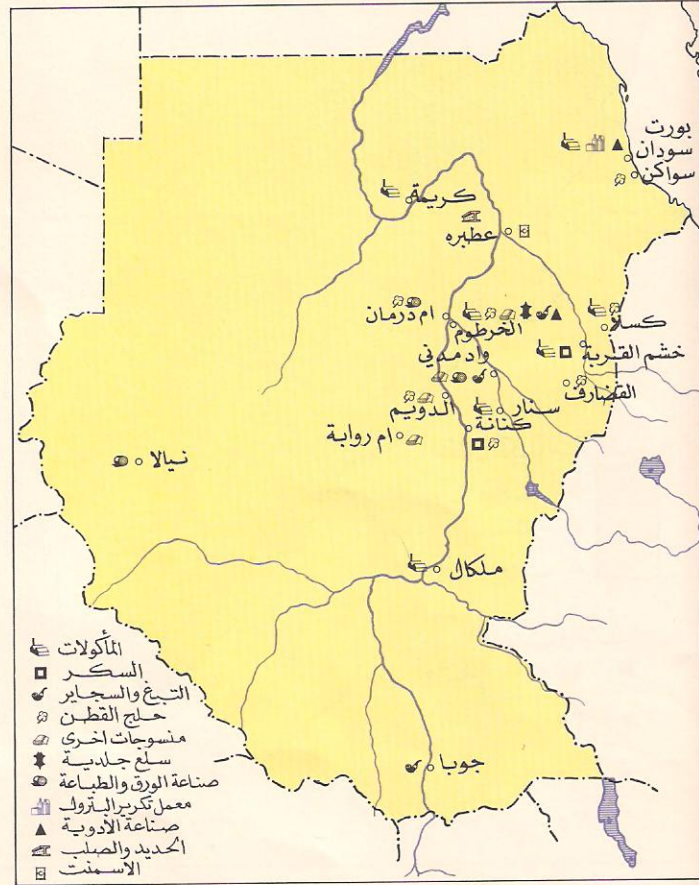 بورت
سودان
سواكن
كريمة
عطبره
كسلا
ام درمان
الخرطوم
خشم القربة
واد مدني
القضارف
الدويم
سنار
كنانة
ام روابة
نيالا
ملكال
جوبا
المأكولات
السكر
التبغ والسجاير
حلج القطن
منسوجات اخرى
سلع جلدية
صناعة الورق والطباعة
معمل تكرير البترول
صناعة الأدوية
الحديد والصلب
الاسمنت